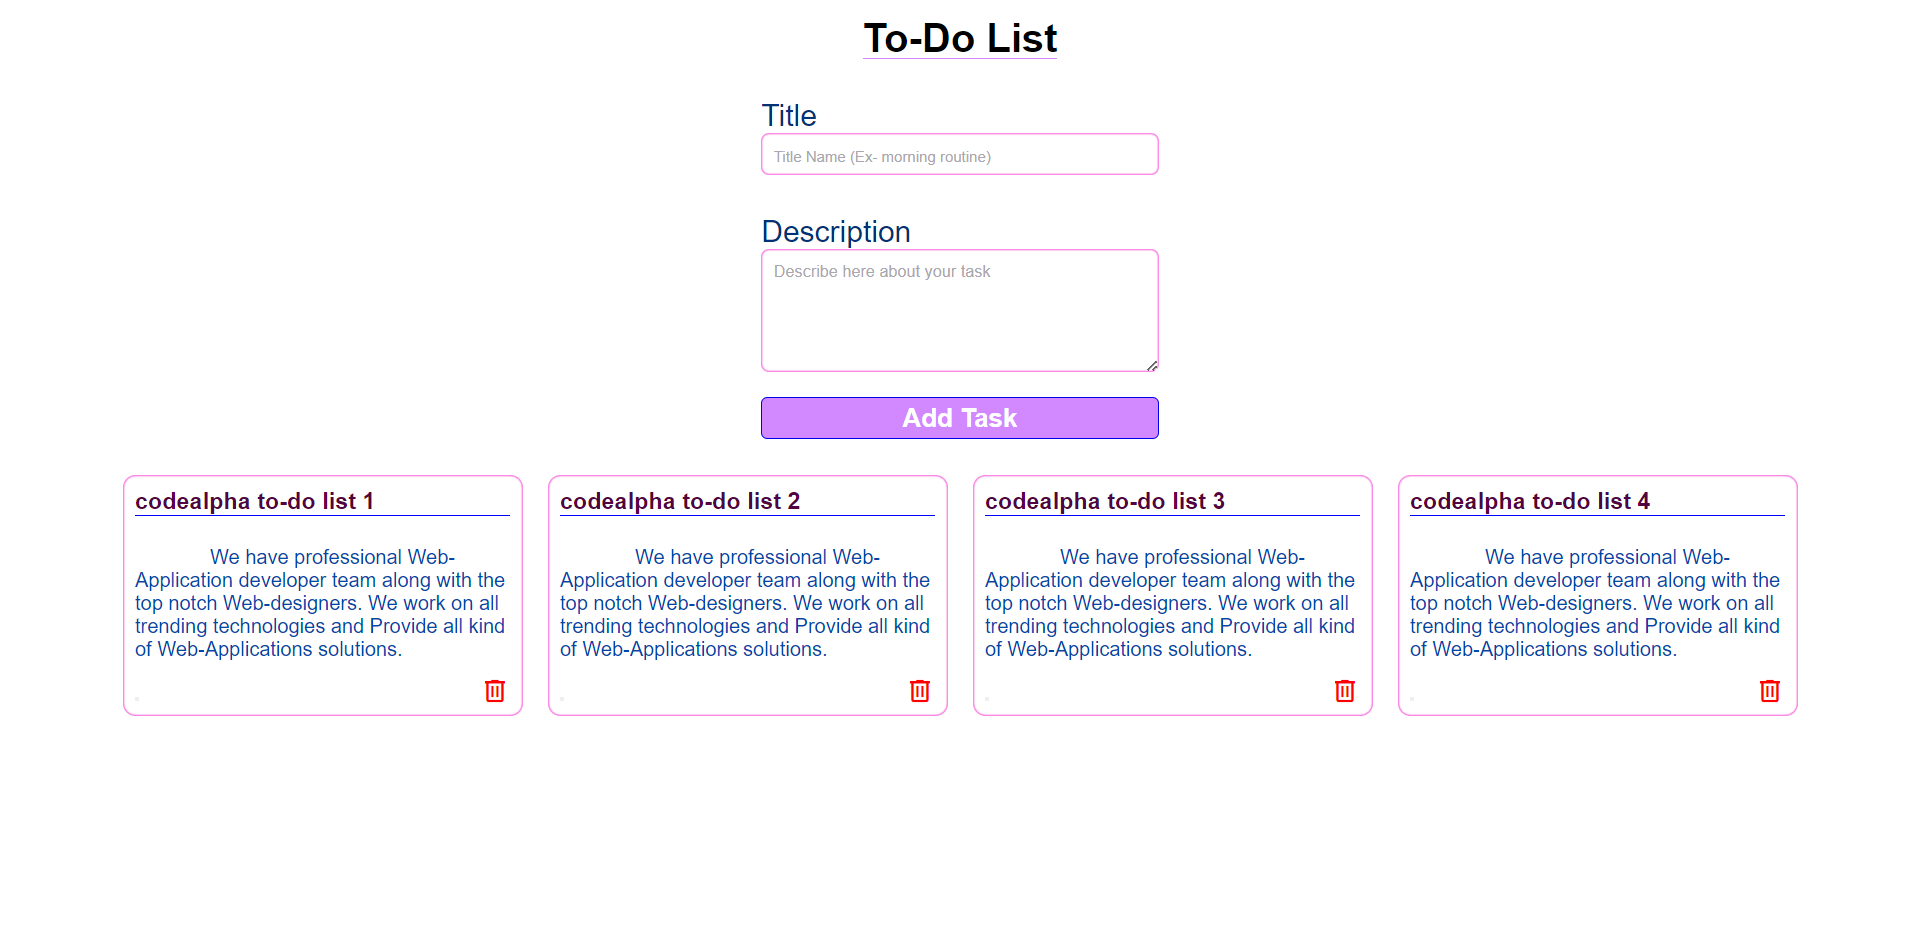 To-Do List
Title
Title Name (Ex- morning routine)
Description
Describe here about your task
Add Task
codealpha to-do list 1
We have professional Web-
Application developer team along with the
top notch Web-designers. We work on all
trending technologies and Provide all kind
of Web-Applications solutions.
codealpha to-do list 2
We have professional Web-
Application developer team along with the
top notch Web-designers. We work on all
trending technologies and Provide all kind
of Web-Applications solutions.
codealpha to-do list 3
We have professional Web-
Application developer team along with the
top notch Web-designers. We work on all
trending technologies and Provide all kind
of Web-Applications solutions.
codealpha to-do list 4
We have professional Web-
Application developer team along with the
top notch Web-designers. We work on all
trending technologies and Provide all kind
of Web-Applications solutions.